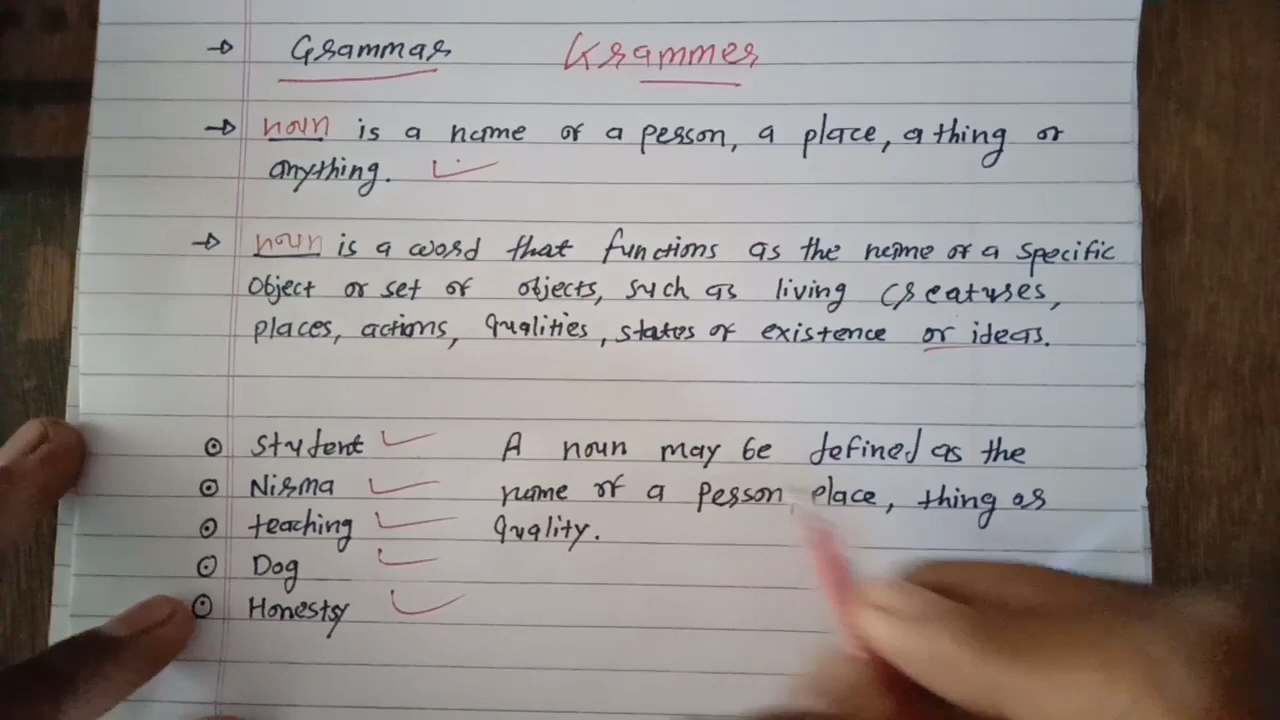 Grammar Krammer
noun is a name of a person, a place, a thing or
anything.
noun is a word that functions as the name of a specific
object or set of objects, such as living creatures,
places, actions, qualities, states of existence or ideas.
Student
Nirma
teaching
Dog
Honesty
A noun may be defined as the
name of a person, place, thing or
quality.